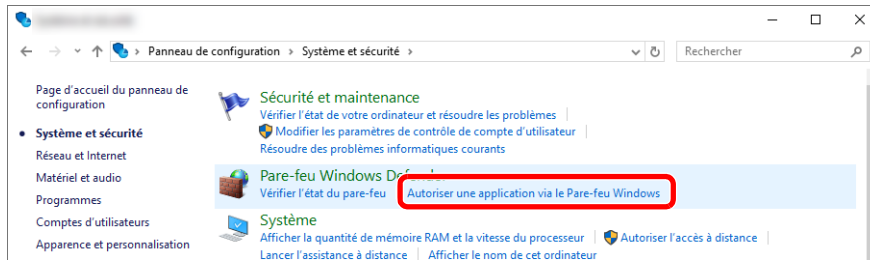 Panneau de configuration > Système et sécurité >
Rechercher
Page d'accueil du panneau de
configuration
Système et sécurité
Réseau et Internet
Matériel et audio
Programmes
Comptes d'utilisateurs
Apparence et personnalisation
Sécurité et maintenance
Vérifier l'état de votre ordinateur et résoudre les problèmes
Modifier les paramètres de contrôle de compte d'utilisateur
Résoudre des problèmes informatiques courants
Pare-feu Windows Defender
Vérifier l'état du pare-feu Autoriser une application via le Pare-feu Windows
Système
Afficher la quantité de mémoire RAM et la vitesse du processeur Autoriser l'accès à distance
Lancer l'assistance à distance Afficher le nom de cet ordinateur